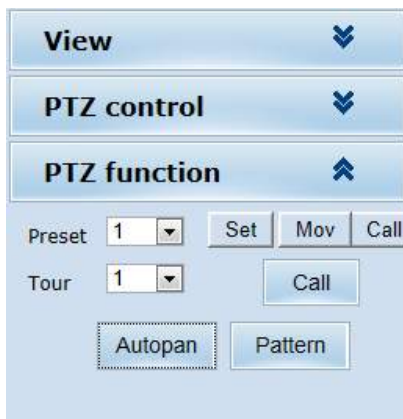 View
PTZ control
PTZ function
Preset 1 Set Mov Call
Tour 1 Call
Autopan Pattern